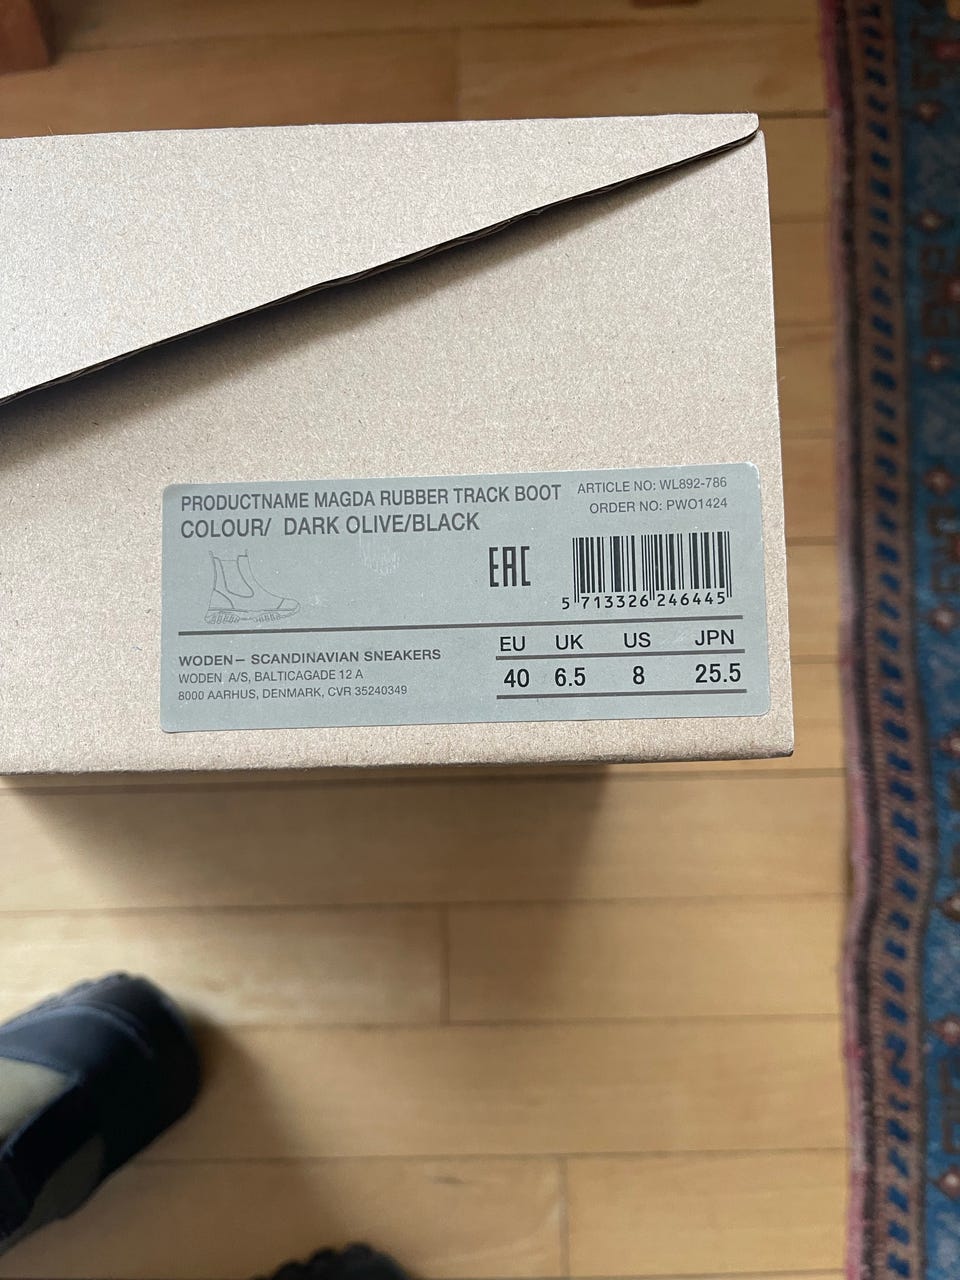 PRODUCTNAME MAGDA RUBBER TRACK BOOT
COLOUR/ DARK OLIVE/BLACK
ARTICLE NO: WL892-786
ORDER NO: PWO1424
EAC
5 713326 246445
WODEN– SCANDINAVIAN SNEAKERS
WODEN A/S, BALTICAGADE 12 A
8000 AARHUS, DENMARK, CVR 35240349
EU UK US JPN
40 6.5 8 25.5